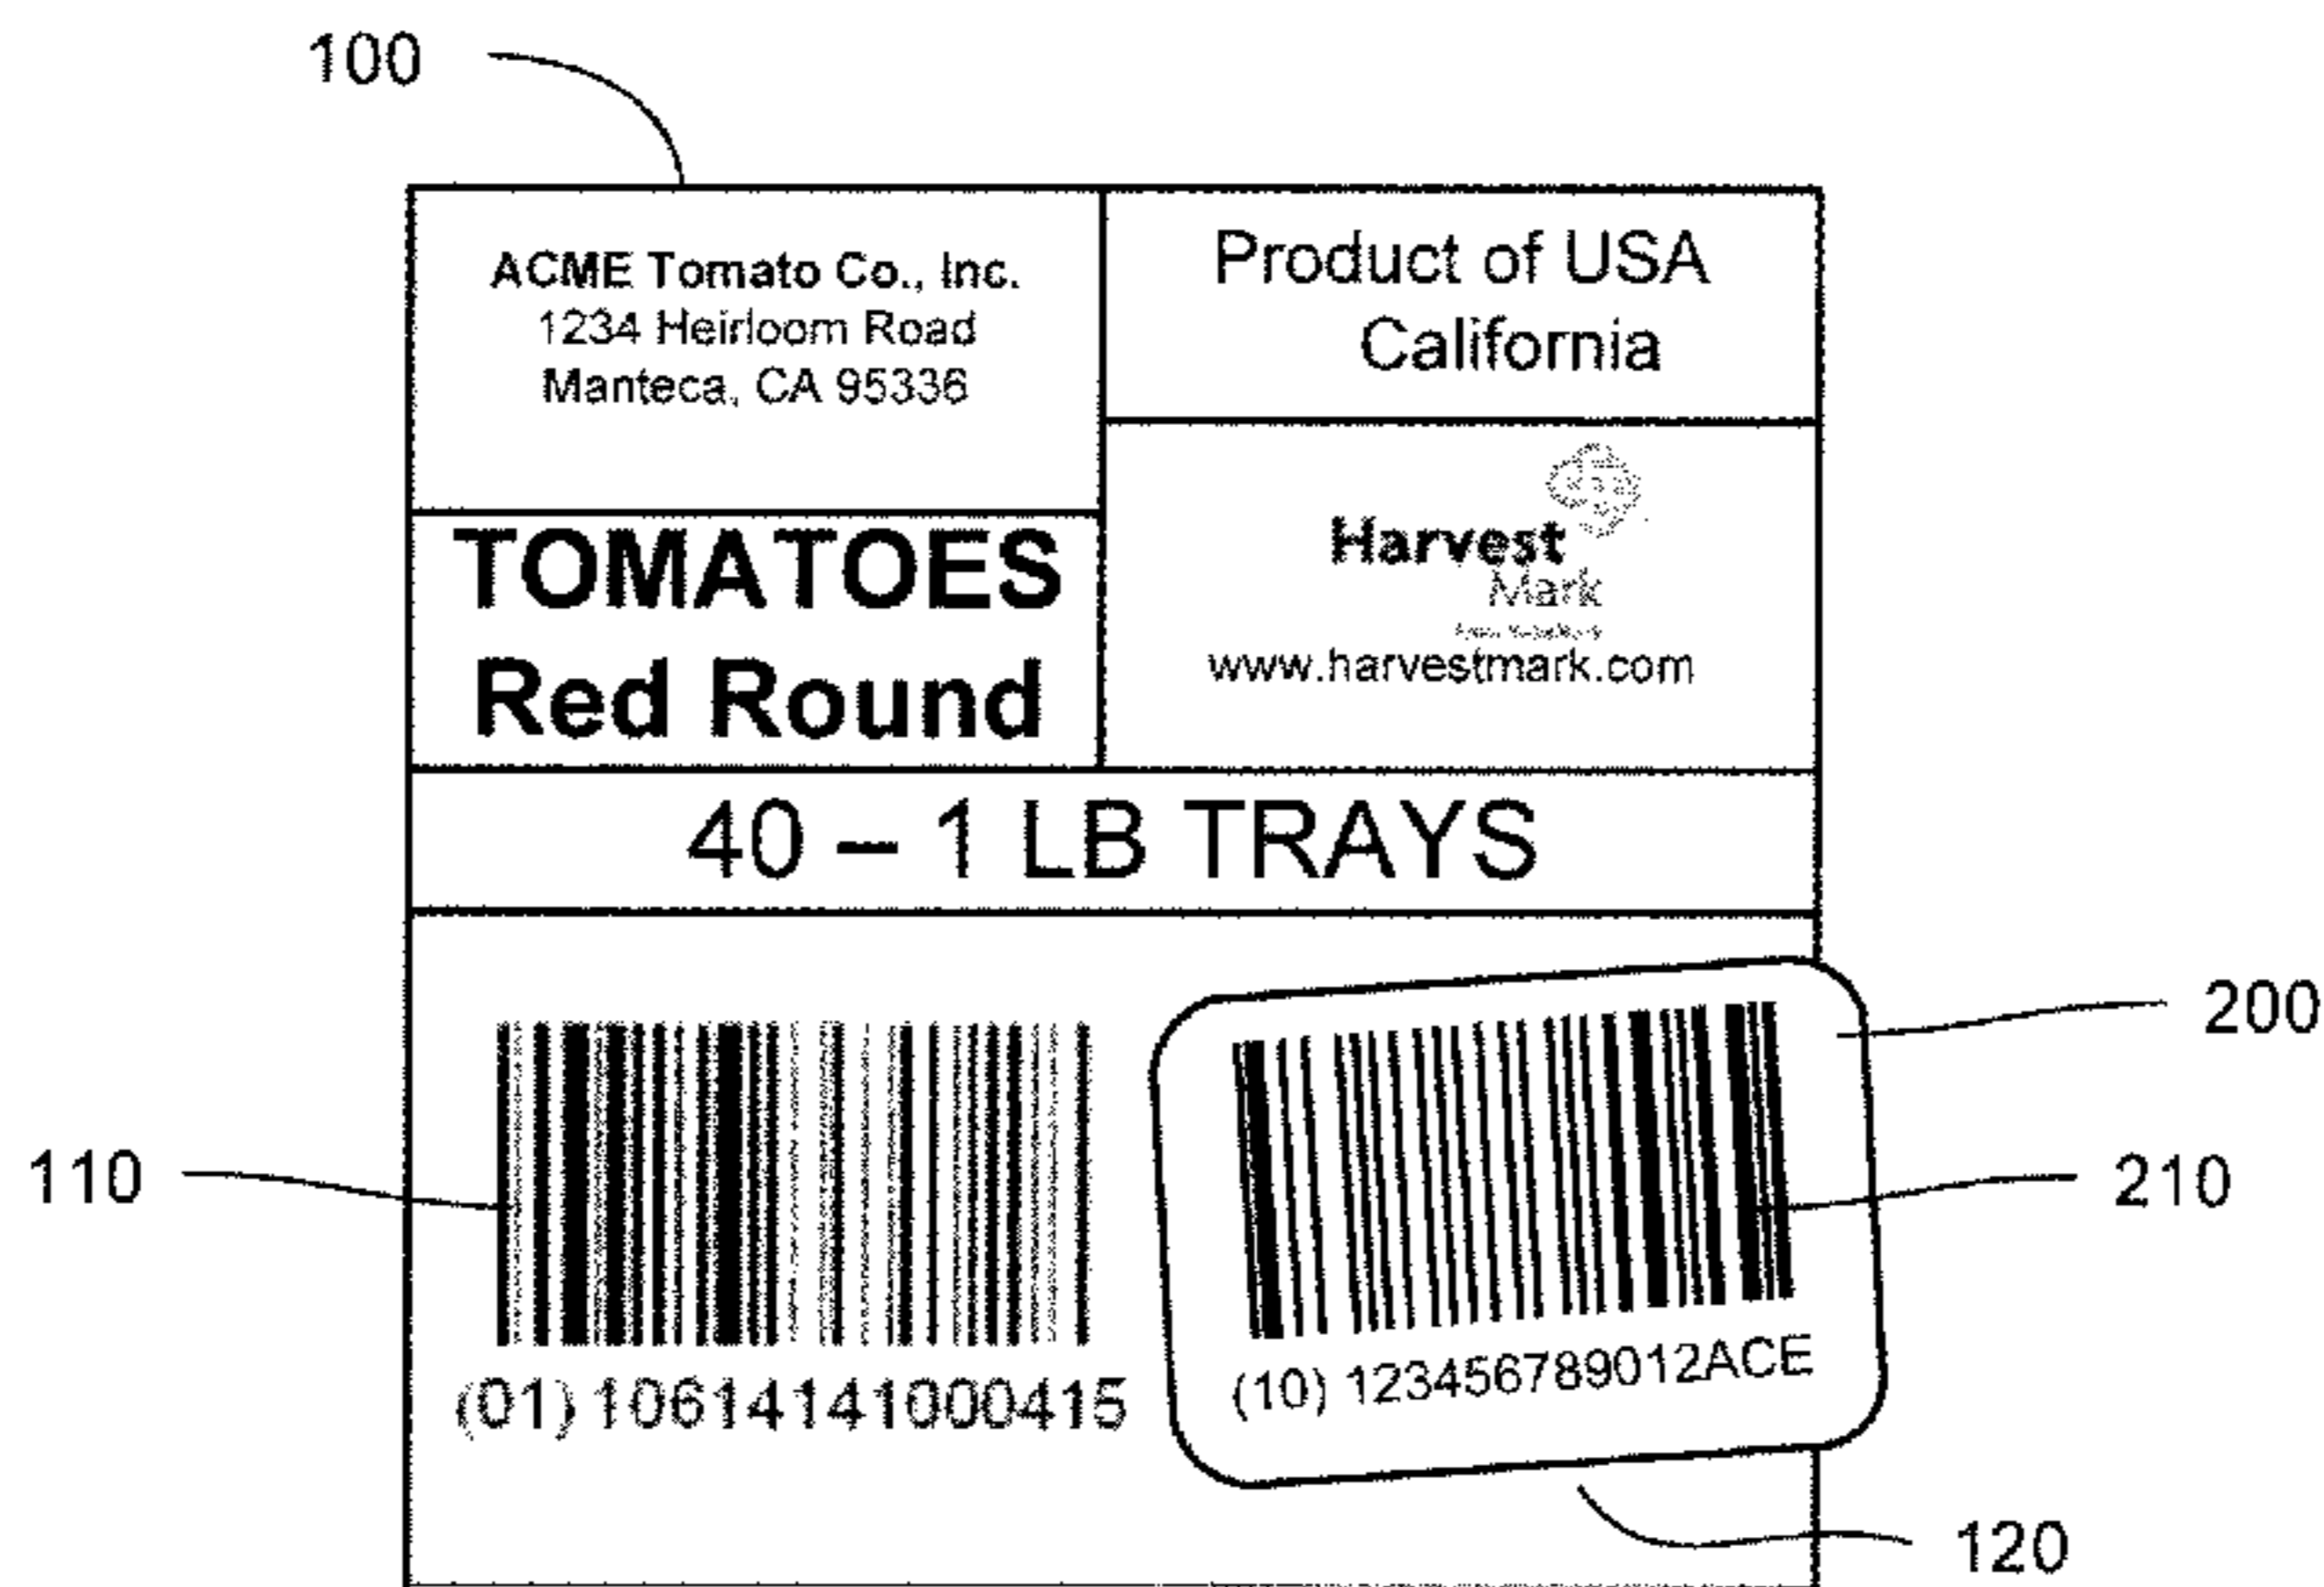 100
ACME Tomato Co., Inc.
1234 Heirloom Road
Manteca, CA 95336
Product of USA
California
TOMATOES
Red Round
Harvest
Mark
www.harvestmark.com
40 – 1 LB TRAYS
200
110
210
(01) 10614141000415
(10) 123456789012ACE
120